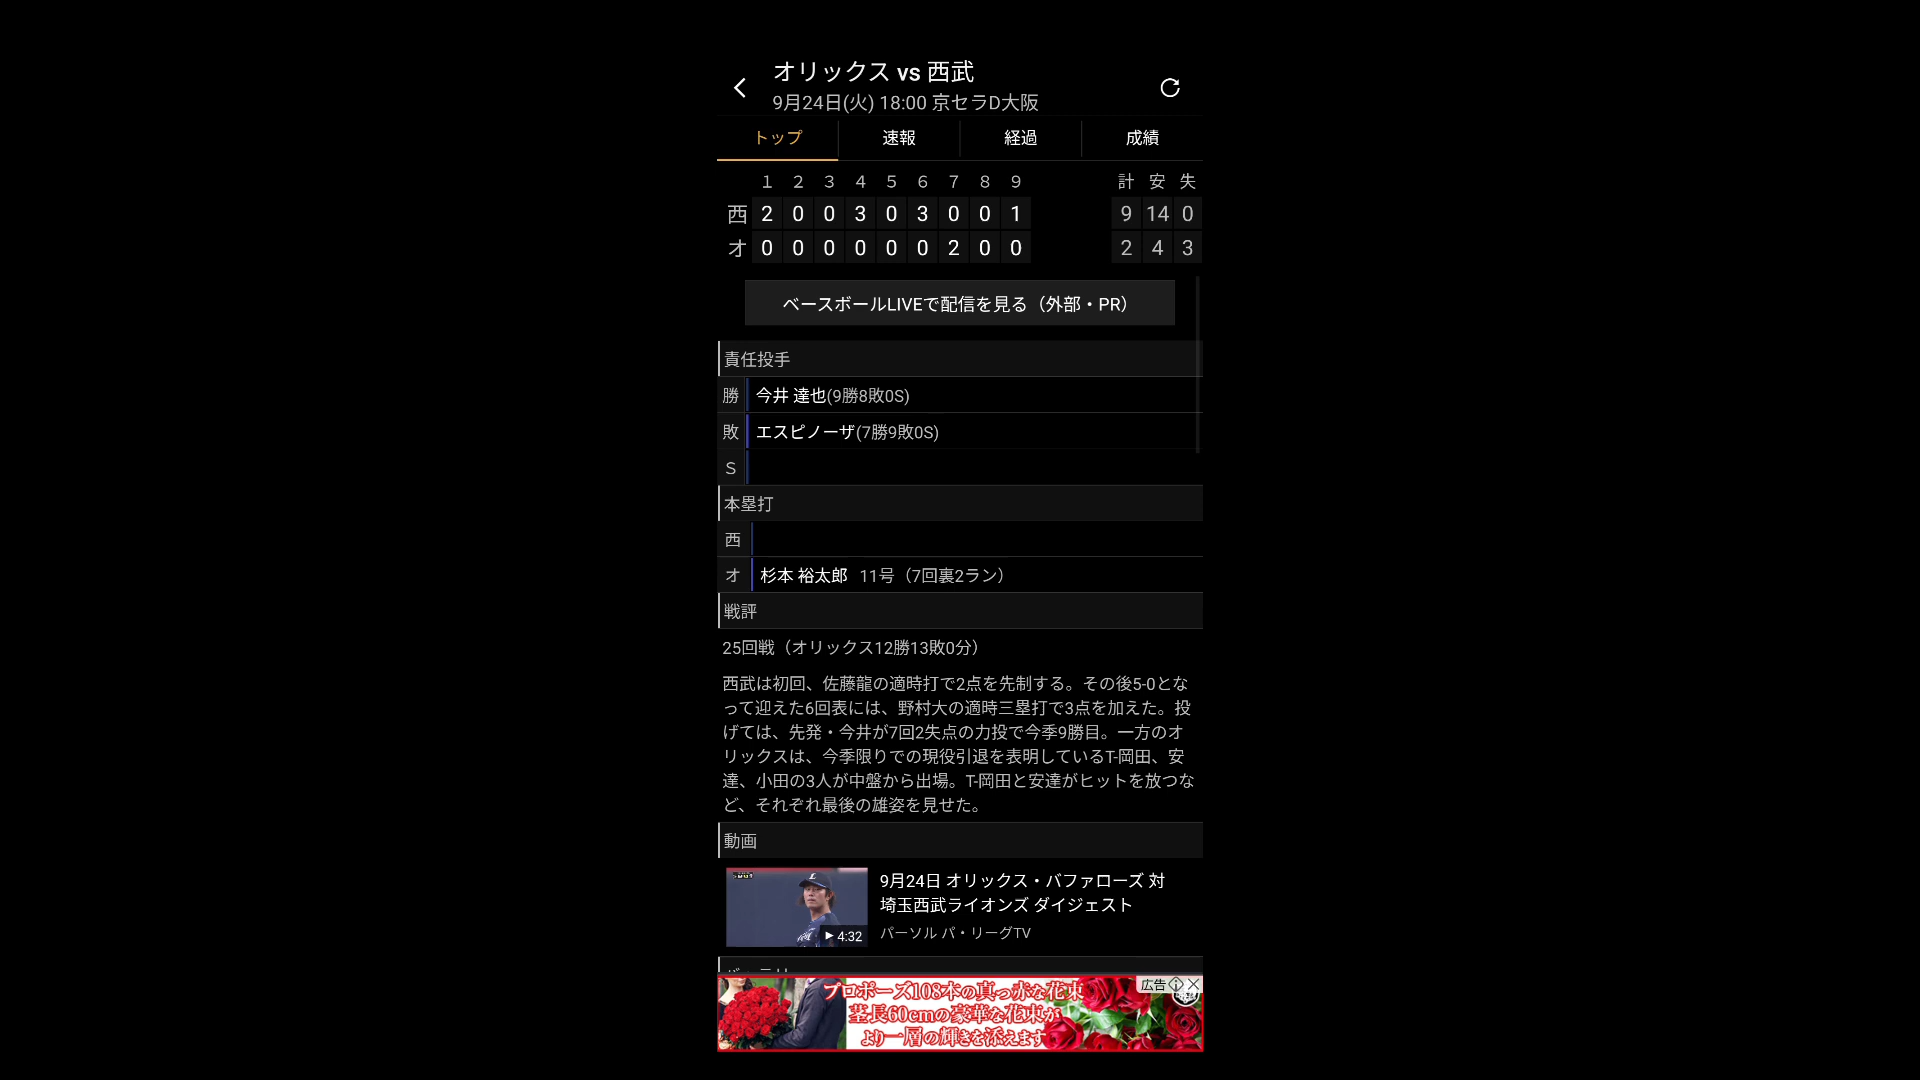 オリックス vs 西武
9月24日(火) 18:00 京セラD大阪
トップ 速報 経過 成績
1 2 3 4 5 6 7 8 9 計 安 失
西 2 0 0 3 0 3 0 0 1 9 14 0
オ 0 0 0 0 0 0 2 0 0 2 4 3
ベースボールLIVEで配信を見る（外部・PR）
責任投手
勝 今井 達也(9勝8敗0S)
敗 エスピノーザ(7勝9敗0S)
S
本塁打
西
オ 杉本 裕太郎 11号（7回裏2ラン）
戦評
25回戦（オリックス12勝13敗0分）
西武は初回、佐藤龍の適時打で2点を先制する。その後5-0とな
って迎えた6回表には、野村大の適時三塁打で3点を加えた。投
げては、先発・今井が7回2失点の力投で今季9勝目。一方のオ
リックスは、今季限りでの現役引退を表明しているT-岡田、安
達、小田の3人が中盤から出場。T-岡田と安達がヒットを放つな
ど、それぞれ最後の雄姿を見せた。
動画
9月24日 オリックス・バファローズ 対
埼玉西武ライオンズ ダイジェスト
パーソル パ・リーグTV
4:32
広告
プロポーズ108本の真っ赤な花束
茎長60cmの豪華な花束が
より一層の輝きを添えます